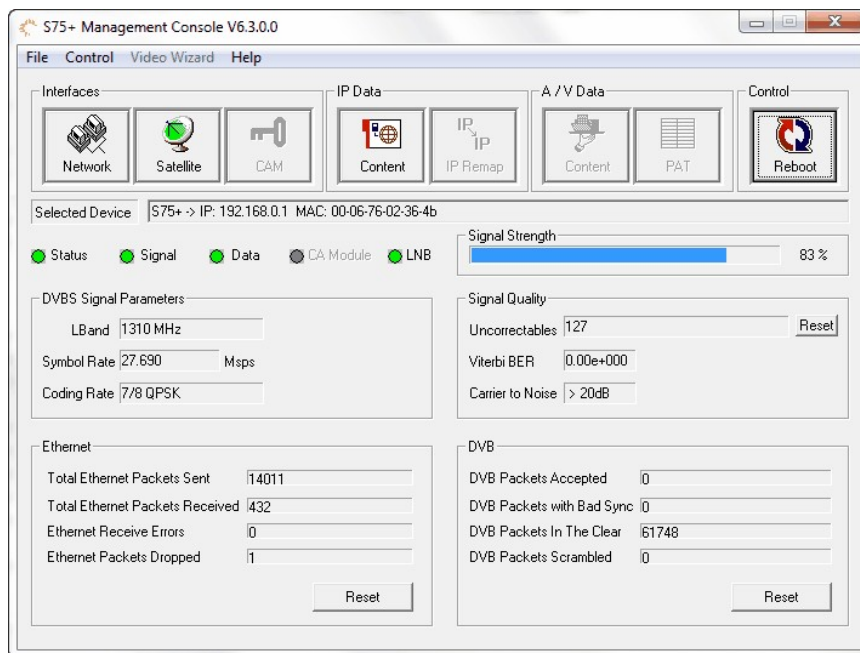 S75+ Management Console V6.3.0.0
File Control Video Wizard Help
Interfaces IP Data A / V Data Control
IP IP
Network Satellite CAM Content IP Remap Content PAT Reboot
Selected Device S75+ -> IP: 192.168.0.1 MAC: 00-06-76-02-36-4b
Status Signal Data CA Module LNB
Signal Strength
83 %
DVBS Signal Parameters
LBand 1310 MHz
Symbol Rate 27.690 Msps
Coding Rate 7/8 QPSK
Signal Quality
Uncorrectables 127 Reset
Viterbi BER 0.00e+000
Carrier to Noise > 20dB
Ethernet
Total Ethernet Packets Sent 14011
Total Ethernet Packets Received 432
Ethernet Receive Errors 0
Ethernet Packets Dropped 1
Reset
DVB
DVB Packets Accepted 0
DVB Packets with Bad Sync 0
DVB Packets In The Clear 61748
DVB Packets Scrambled 0
Reset